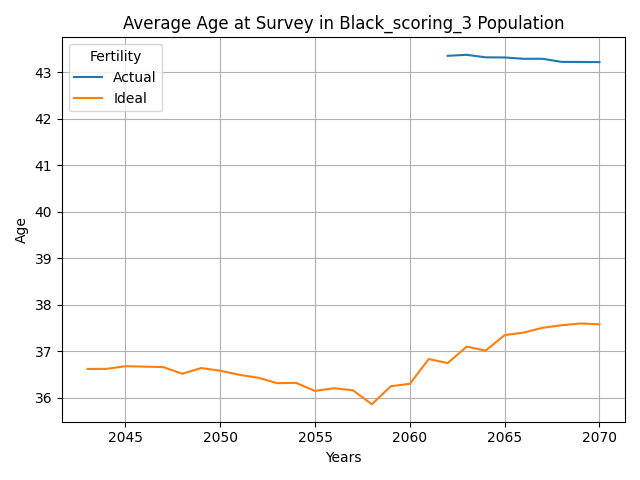 Average Age at Survey in Black_scoring_3 Population
Fertility
Actual
Ideal
Age
43
42
41
40
39
38
37
36
2045 2050 2055 2060 2065 2070
Years